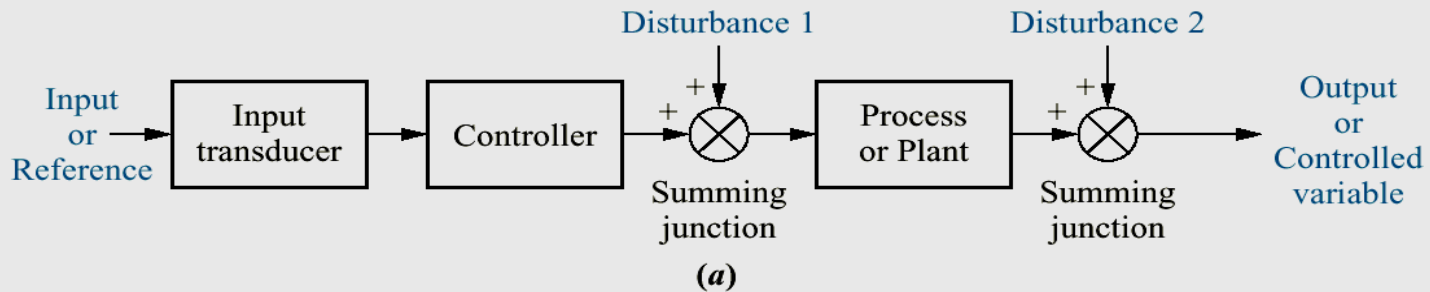 Disturbance 1
Disturbance 2
Input
or
Reference
Input
transducer
Controller
+
+
Process
or Plant
+
+
Output
or
Controlled
variable
Summing
junction
Summing
junction
(a)